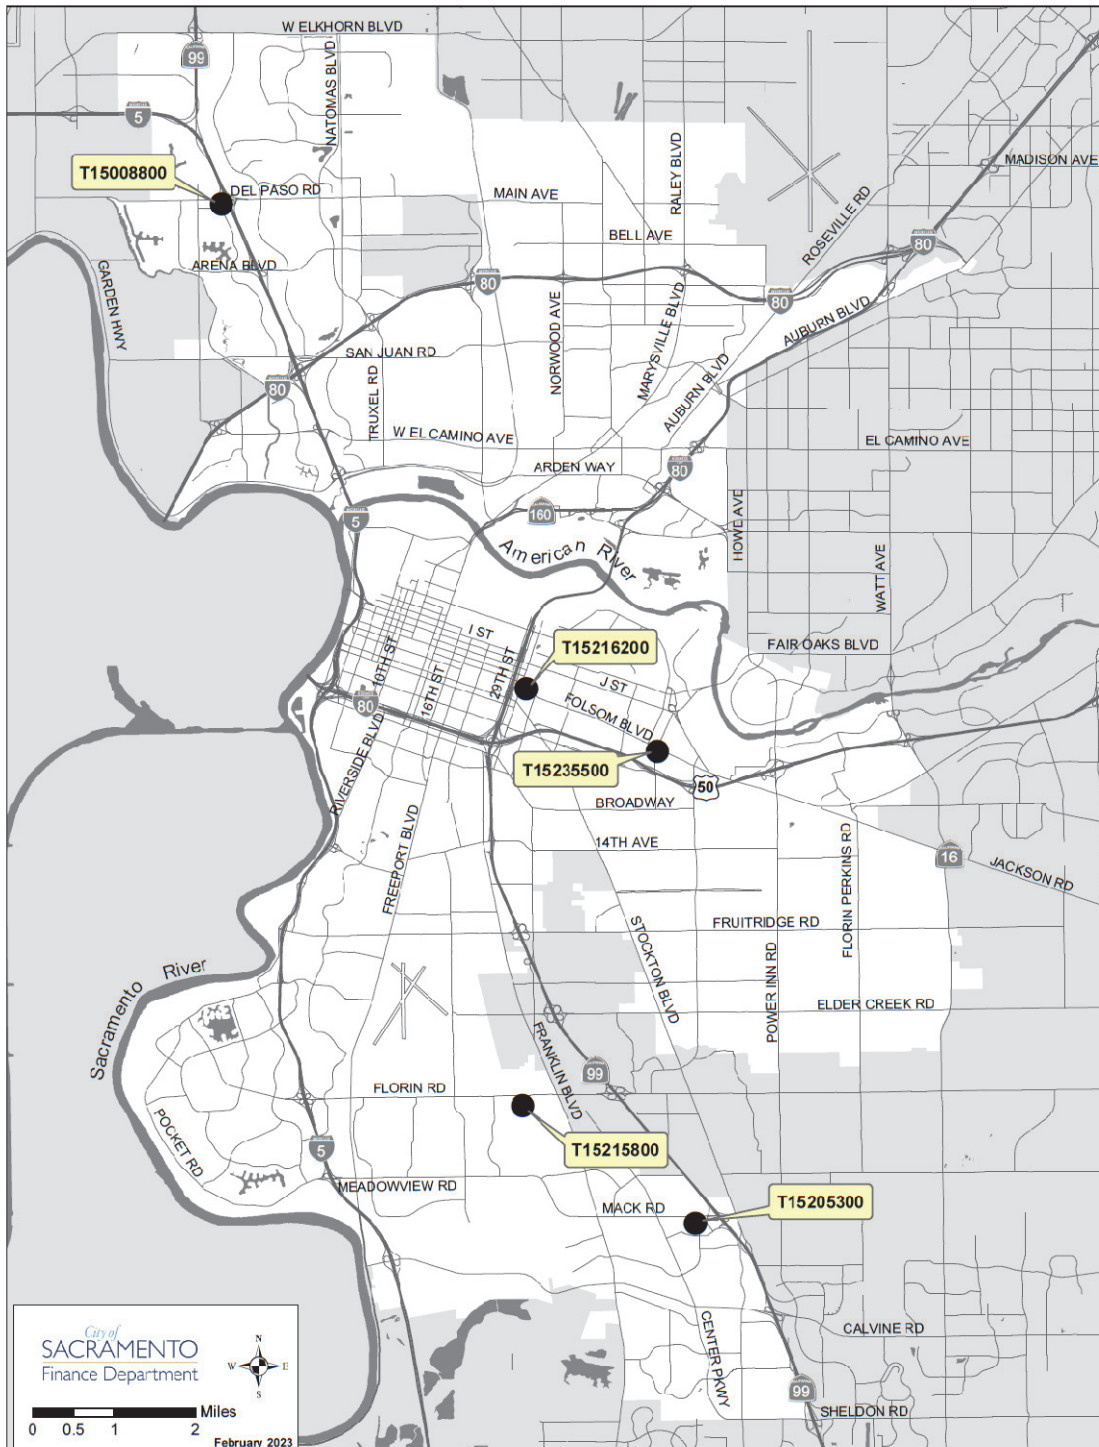 W ELKHORN BLVD
99
NATOMAS BLVD
5
T15008800
DEL PASO RD
MAIN AVE
RALEY BLVD
MADISON AVE
BELL AVE
ROSEVILLE RD
80
ARENA BLVD
GARDEN HWY
80
80
NORWOOD AVE
MARYSVILLE BLVD
AUBURN BLVD
SAN JUAN RD
80
TRUXEL RD
AUBURN BLVD
W EL CAMINO AVE
EL CAMINO AVE
ARDEN WAY
80
HOWE AVE
160
5
American River
WATT AVE
I ST
T15216200
FAIR OAKS BLVD
10TH ST
16TH ST
29TH ST
J ST
80
FOLSOM BLVD
RIVERSIDE BLVD
T15235500
50
BROADWAY
14TH AVE
FREEPORT BLVD
FLORIN PERKINS RD
16
JACKSON RD
FRUITRIDGE RD
STOCKTON BLVD
POWER INN RD
Sacramento River
ELDER CREEK RD
FRANKLIN BLVD
99
FLORIN RD
POCKET RD
5
T15215800
MEADOWVIEW RD
MACK RD
T15205300
CENTER PKWY
CALVINE RD
99
SHELDON RD
City of
SACRAMENTO
Finance Department
N
W E
S
Miles
0 0.5 1 2
February 2023